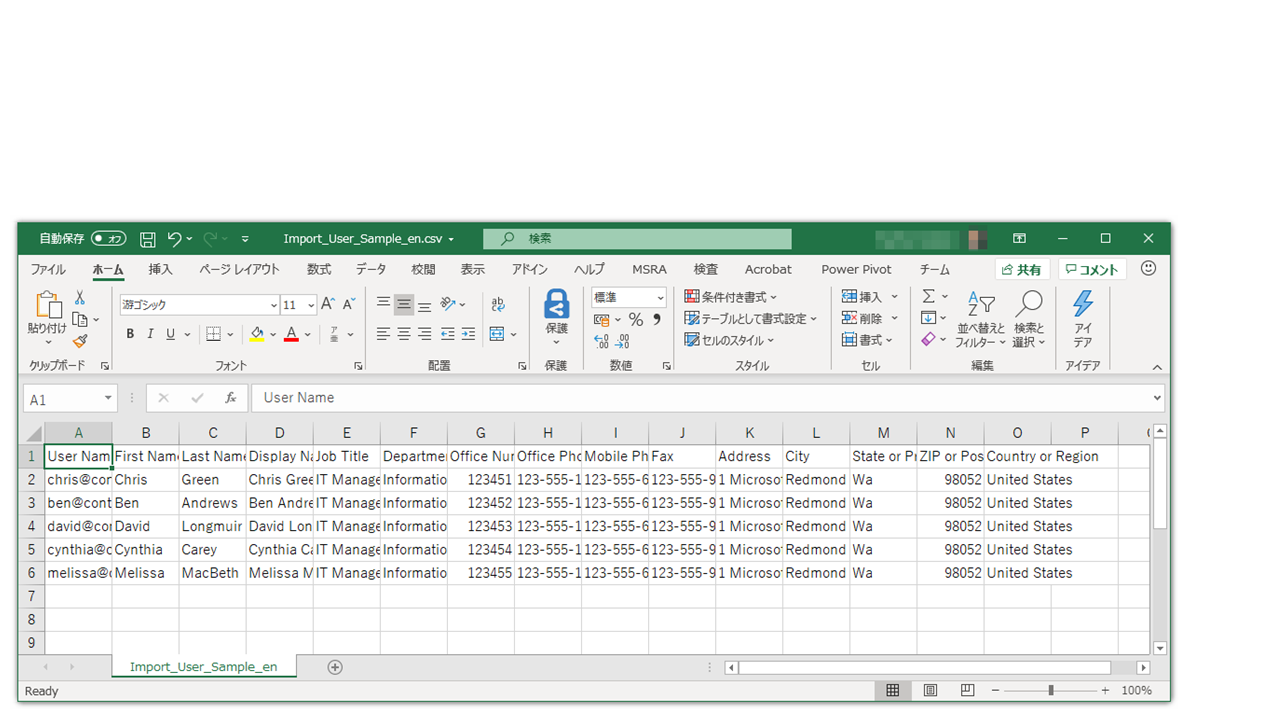 自動保存 オフ Import_User_Sample_en.csv 検索
ファイル ホーム 挿入 ページ レイアウト 数式 データ 校閲 表示 アドイン ヘルプ MSRA 検査 Acrobat Power Pivot チーム 共有 コメント
貼り付け 游ゴシック 11 ab 保護 標準 条件付き書式 挿入 Σ 並べ替えと 検索と アイ
B I U A % テーブルとして書式設定 削除 フィルター 選択 デア
セルのスタイル 書式
クリップボード フォント 配置 保護 数値 スタイル セル 編集 アイデア
A1 fx User Name
A B C D E F G H I J K L M N O P
1 User Nam First Name Last Name Display Na Job Title Departme Office Nur Office Pho Mobile Ph Fax Address City State or Pr ZIP or Pos Country or Region
2 chris@con Chris Green Chris Gree IT Manage Informatio 123451 123-555-1 123-555-6 123-555-9 1 Microsof Redmond Wa 98052 United States
3 ben@cont Ben Andrews Ben Andre IT Manage Informatio 123452 123-555-1 123-555-6 123-555-9 1 Microsof Redmond Wa 98052 United States
4 david@con David Longmuir David Lon IT Manage Informatio 123453 123-555-1 123-555-6 123-555-9 1 Microsof Redmond Wa 98052 United States
5 cynthia@c Cynthia Carey Cynthia Ca IT Manage Informatio 123454 123-555-1 123-555-6 123-555-9 1 Microsof Redmond Wa 98052 United States
6 melissa@c Melissa MacBeth Melissa M IT Manage Informatio 123455 123-555-1 123-555-6 123-555-9 1 Microsof Redmond Wa 98052 United States
7
8
9
Import_User_Sample_en
Ready 100%